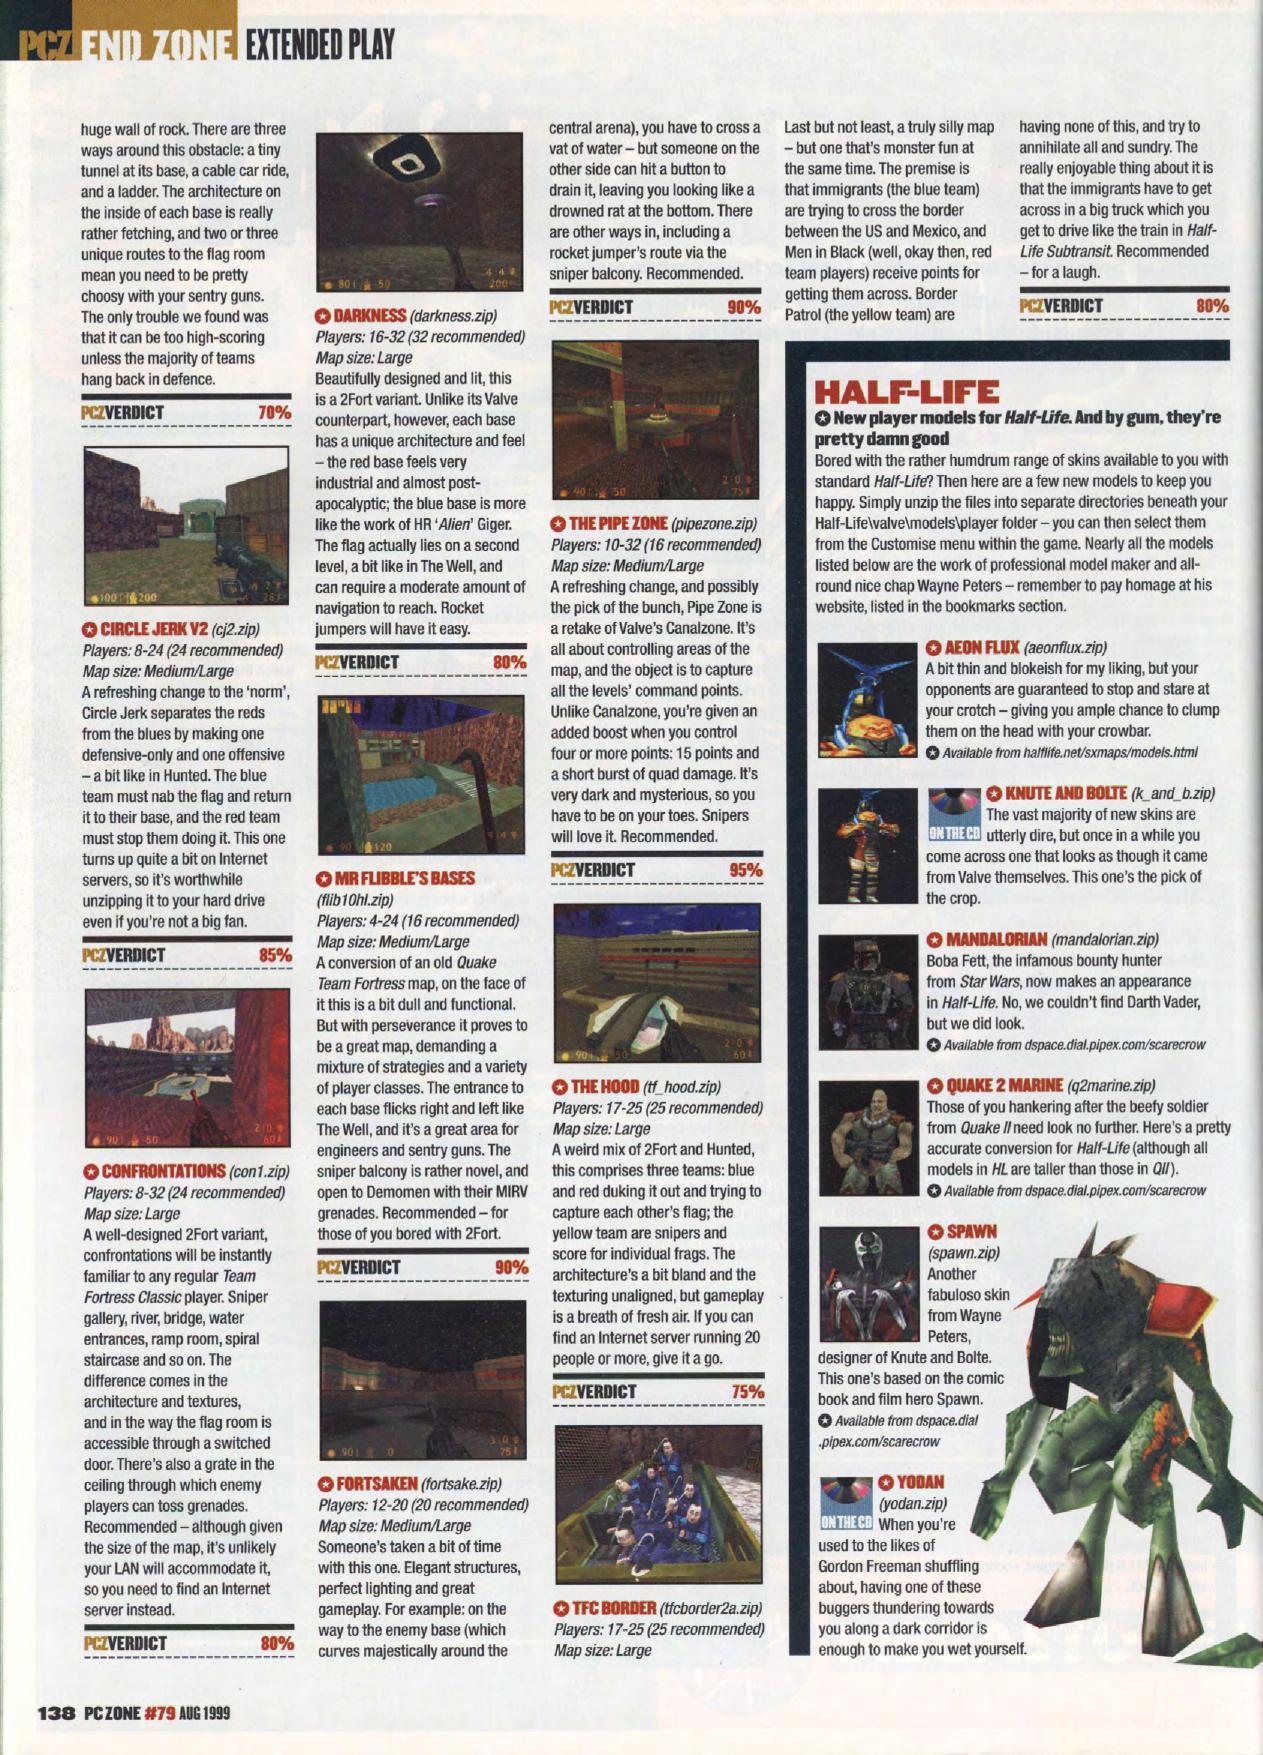 PCZ END ZONE EXTENDED PLAY
huge wall of rock. There are three
ways around this obstacle: a tiny
tunnel at its base, a cable car ride,
and a ladder. The architecture on
the inside of each base is really
rather fetching, and two or three
unique routes to the flag room
mean you need to be pretty
choosy with your sentry guns.
The only trouble we found was
that it can be too high-scoring
unless the majority of teams
hang back in defence.
PCZVERDICT 70%
CIRCLE JERK V2 (cj2.zip)
Players: 8-24 (24 recommended)
Map size: Medium/Large
A refreshing change to the 'norm',
Circle Jerk separates the reds
from the blues by making one
defensive-only and one offensive
– a bit like in Hunted. The blue
team must nab the flag and return
it to their base, and the red team
must stop them doing it. This one
turns up quite a bit on Internet
servers, so it's worthwhile
unzipping it to your hard drive
even if you're not a big fan.
PCZVERDICT 85%
CONFRONTATIONS (con1.zip)
Players: 8-32 (24 recommended)
Map size: Large
A well-designed 2Fort variant,
confrontations will be instantly
familiar to any regular Team
Fortress Classic player. Sniper
gallery, river, bridge, water
entrances, ramp room, spiral
staircase and so on. The
difference comes in the
architecture and textures,
and in the way the flag room is
accessible through a switched
door. There's also a grate in the
ceiling through which enemy
players can toss grenades.
Recommended – although given
the size of the map, it's unlikely
your LAN will accommodate it,
so you need to find an Internet
server instead.
PCZVERDICT 80%
DARKNESS (darkness.zip)
Players: 16-32 (32 recommended)
Map size: Large
Beautifully designed and lit, this
is a 2Fort variant. Unlike its Valve
counterpart, however, each base
has a unique architecture and feel
– the red base feels very
industrial and almost post-
apocalyptic; the blue base is more
like the work of HR 'Alien' Giger.
The flag actually lies on a second
level, a bit like in The Well, and
can require a moderate amount of
navigation to reach. Rocket
jumpers will have it easy.
PCZVERDICT 80%
MR FLIBBLE'S BASES
(flib10hl.zip)
Players: 4-24 (16 recommended)
Map size: Medium/Large
A conversion of an old Quake
Team Fortress map, on the face of
it this is a bit dull and functional.
But with perseverance it proves to
be a great map, demanding a
mixture of strategies and a variety
of player classes. The entrance to
each base flicks right and left like
The Well, and it's a great area for
engineers and sentry guns. The
sniper balcony is rather novel, and
open to Demomen with their MIRV
grenades. Recommended – for
those of you bored with 2Fort.
PCZVERDICT 90%
FORTSAKEN (fortsake.zip)
Players: 12-20 (20 recommended)
Map size: Medium/Large
Someone's taken a bit of time
with this one. Elegant structures,
perfect lighting and great
gameplay. For example: on the
way to the enemy base (which
curves majestically around the
central arena), you have to cross a
vat of water – but someone on the
other side can hit a button to
drain it, leaving you looking like a
drowned rat at the bottom. There
are other ways in, including a
rocket jumper's route via the
sniper balcony. Recommended.
PCZVERDICT 90%
THE PIPE ZONE (pipezone.zip)
Players: 10-32 (16 recommended)
Map size: Medium/Large
A refreshing change, and possibly
the pick of the bunch, Pipe Zone is
a retake of Valve's Canalzone. It's
all about controlling areas of the
map, and the object is to capture
all the levels' command points.
Unlike Canalzone, you're given an
added boost when you control
four or more points: 15 points and
a short burst of quad damage. It's
very dark and mysterious, so you
have to be on your toes. Snipers
will love it. Recommended.
PCZVERDICT 95%
THE HOOD (tf_hood.zip)
Players: 17-25 (25 recommended)
Map size: Large
A weird mix of 2Fort and Hunted,
this comprises three teams: blue
and red duking it out and trying to
capture each other's flag; the
yellow team are snipers and
score for individual frags. The
architecture's a bit bland and the
texturing unaligned, but gameplay
is a breath of fresh air. If you can
find an Internet server running 20
people or more, give it a go.
PCZVERDICT 75%
TFC BORDER (tfcborder2a.zip)
Players: 17-25 (25 recommended)
Map size: Large
Last but not least, a truly silly map
– but one that's monster fun at
the same time. The premise is
that immigrants (the blue team)
are trying to cross the border
between the US and Mexico, and
Men in Black (well, okay then, red
team players) receive points for
getting them across. Border
Patrol (the yellow team) are
having none of this, and try to
annihilate all and sundry. The
really enjoyable thing about it is
that the immigrants have to get
across in a big truck which you
get to drive like the train in Half-
Life Subtransit. Recommended
– for a laugh.
PCZVERDICT 80%
HALF-LIFE
New player models for Half-Life. And by gum, they're
pretty damn good
Bored with the rather humdrum range of skins available to you with
standard Half-Life? Then here are a few new models to keep you
happy. Simply unzip the files into separate directories beneath your
Half-Life\valve\models\player folder – you can then select them
from the Customise menu within the game. Nearly all the models
listed below are the work of professional model maker and all-
round nice chap Wayne Peters – remember to pay homage at his
website, listed in the bookmarks section.
AEON FLUX (aeonflux.zip)
A bit thin and blokeish for my liking, but your
opponents are guaranteed to stop and stare at
your crotch – giving you ample chance to clump
them on the head with your crowbar.
Available from halflife.net/sxmaps/models.html
KNUTE AND BOLTE (k_and_b.zip)
The vast majority of new skins are
ON THE CD utterly dire, but once in a while you
come across one that looks as though it came
from Valve themselves. This one's the pick of
the crop.
MANDALORIAN (mandalorian.zip)
Boba Fett, the infamous bounty hunter
from Star Wars, now makes an appearance
in Half-Life. No, we couldn't find Darth Vader,
but we did look.
Available from dspace.dial.pipex.com/scarecrow
QUAKE 2 MARINE (q2marine.zip)
Those of you hankering after the beefy soldier
from Quake II need look no further. Here's a pretty
accurate conversion for Half-Life (although all
models in HL are taller than those in QII).
Available from dspace.dial.pipex.com/scarecrow
SPAWN
(spawn.zip)
Another
fabuloso skin
from Wayne
Peters,
designer of Knute and Bolte.
This one's based on the comic
book and film hero Spawn.
Available from dspace.dial
.pipex.com/scarecrow
YODAN
(yodan.zip)
ON THE CD When you're
used to the likes of
Gordon Freeman shuffling
about, having one of these
buggers thundering towards
you along a dark corridor is
enough to make you wet yourself.
138 PC ZONE #79 AUG 1999